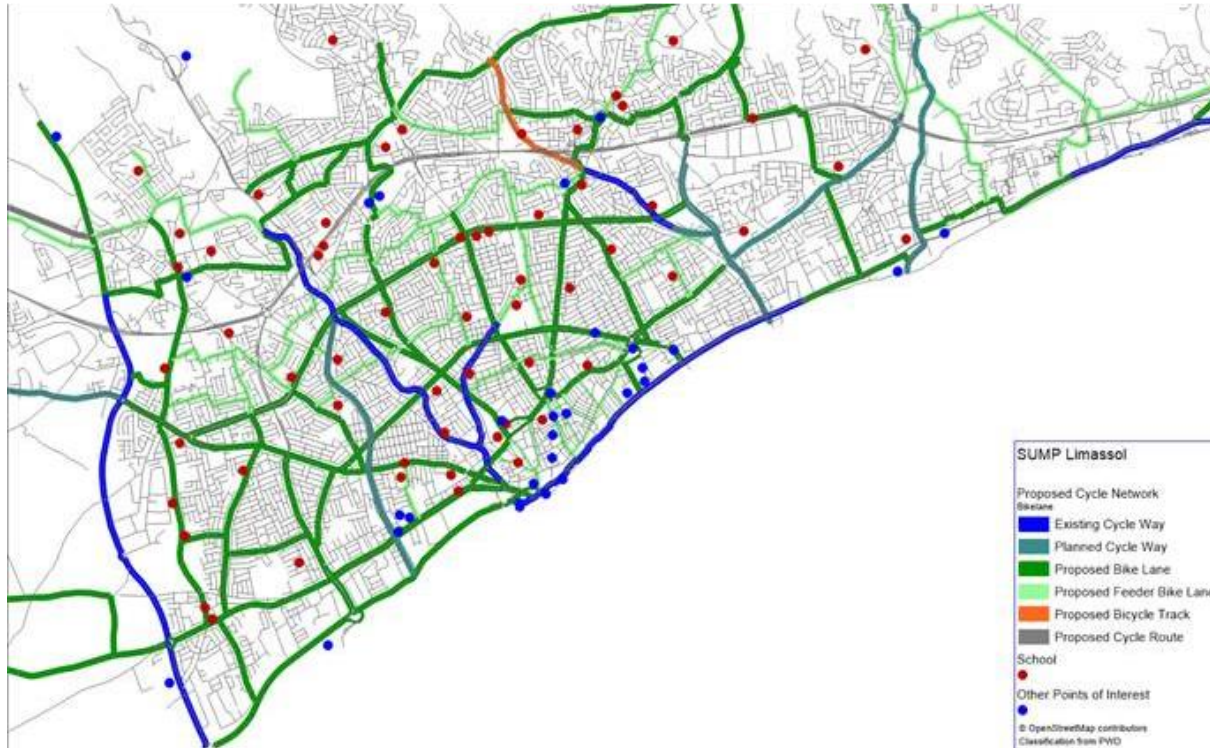 SUMP Limassol
Proposed Cycle Network
Bikelane
Existing Cycle Way
Planned Cycle Way
Proposed Bike Lane
Proposed Feeder Bike Lane
Proposed Bicycle Track
Proposed Cycle Route
School
Other Points of Interest
© OpenStreetMap contributors
Classification from PWD